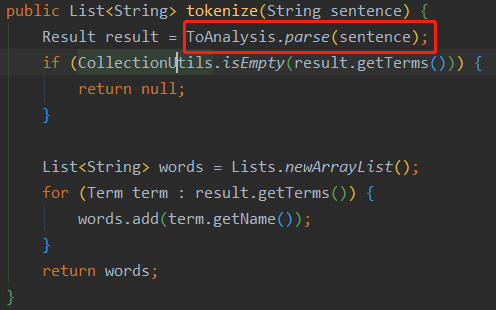 public List<String> tokenize(String sentence) {
Result result = ToAnalysis.parse(sentence);
if (CollectionUtils.isEmpty(result.getTerms())) {
return null;
}
List<String> words = Lists.newArrayList();
for (Term term : result.getTerms()) {
words.add(term.getName());
}
return words;
}